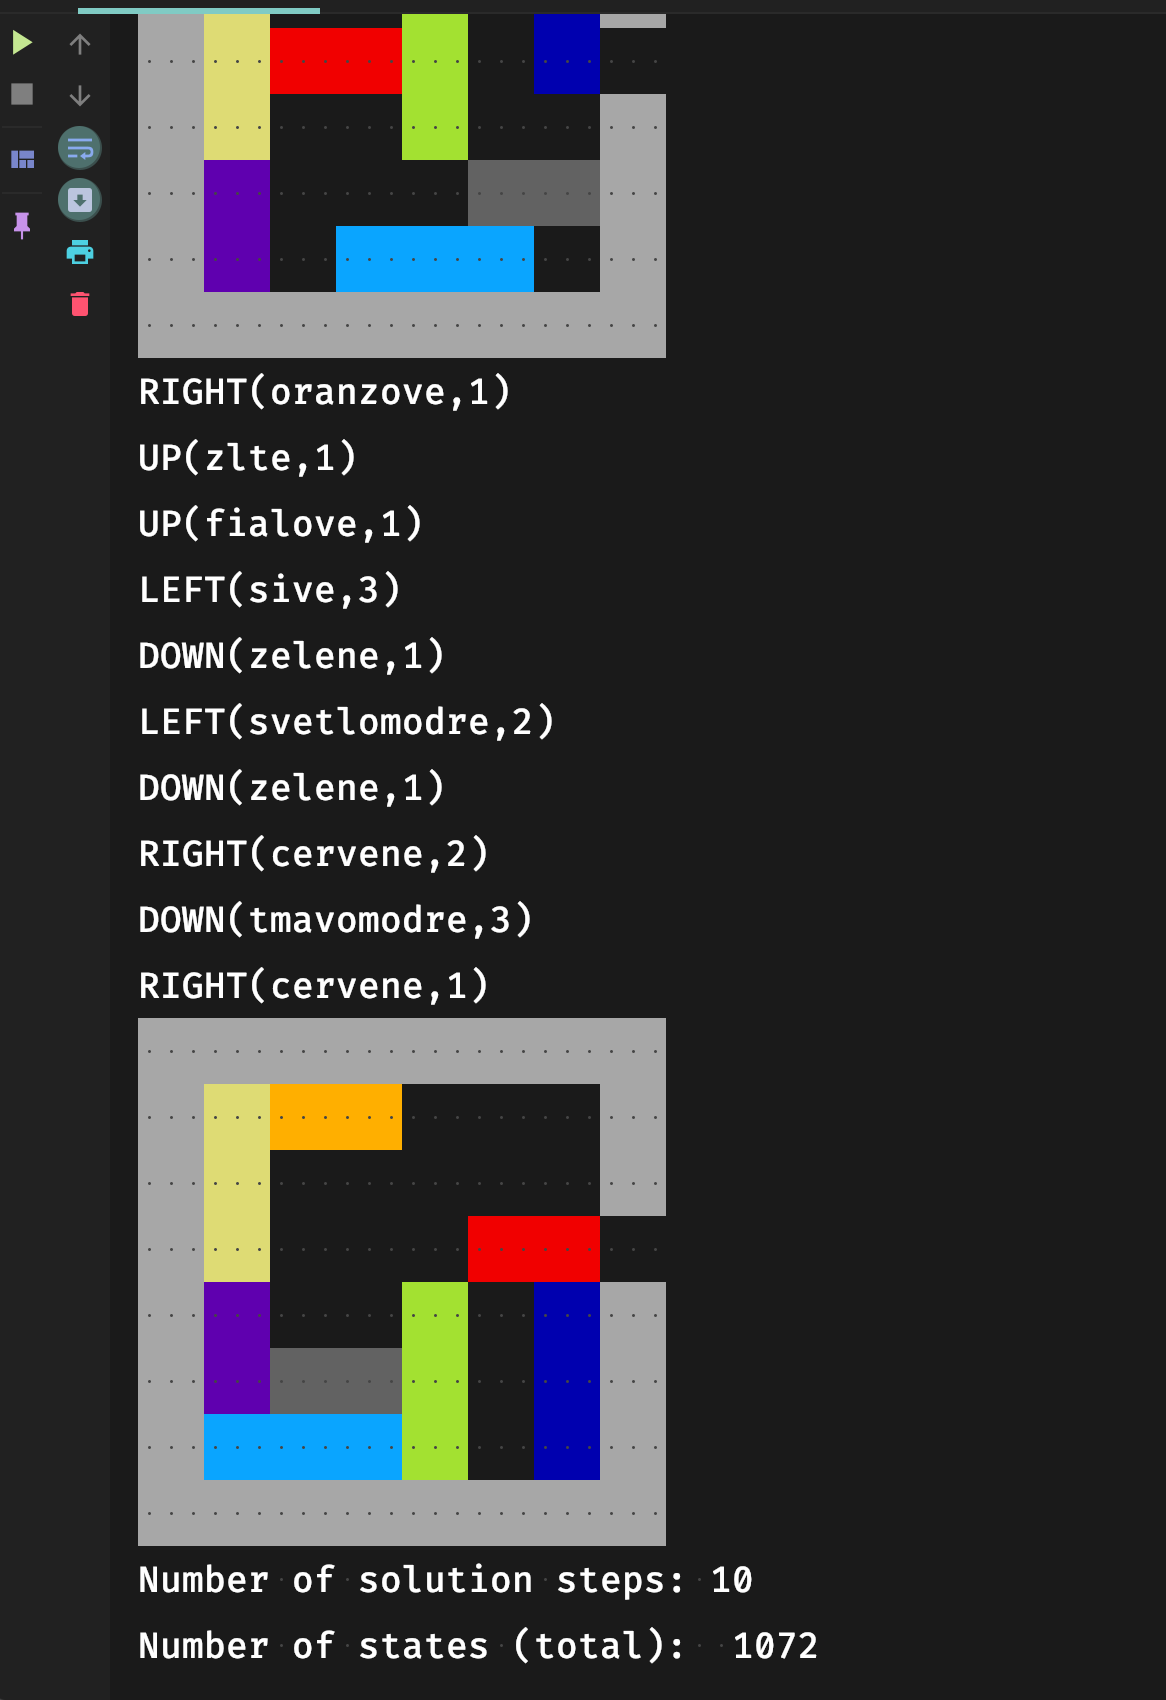 RIGHT(oranzove,1)
UP(zlte,1)
UP(fialove,1)
LEFT(sive,3)
DOWN(zelene,1)
LEFT(svetlomodre,2)
DOWN(zelene,1)
RIGHT(cervene,2)
DOWN(tmavomodre,3)
RIGHT(cervene,1)
Number of solution steps: 10
Number of states (total):  1072